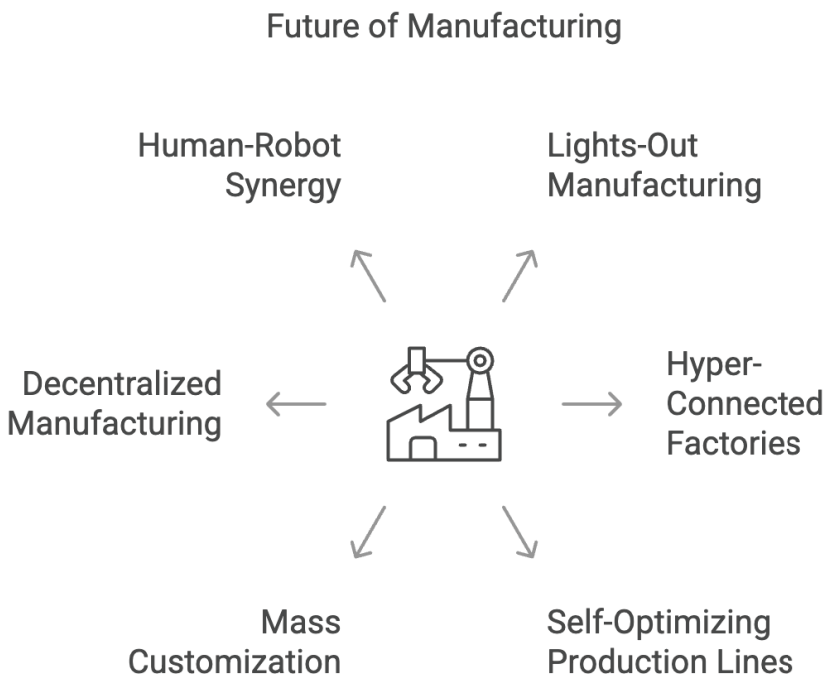 Future of Manufacturing
Human-Robot
Synergy
Lights-Out
Manufacturing
Decentralized
Manufacturing
Hyper-
Connected
Factories
Mass
Customization
Self-Optimizing
Production Lines